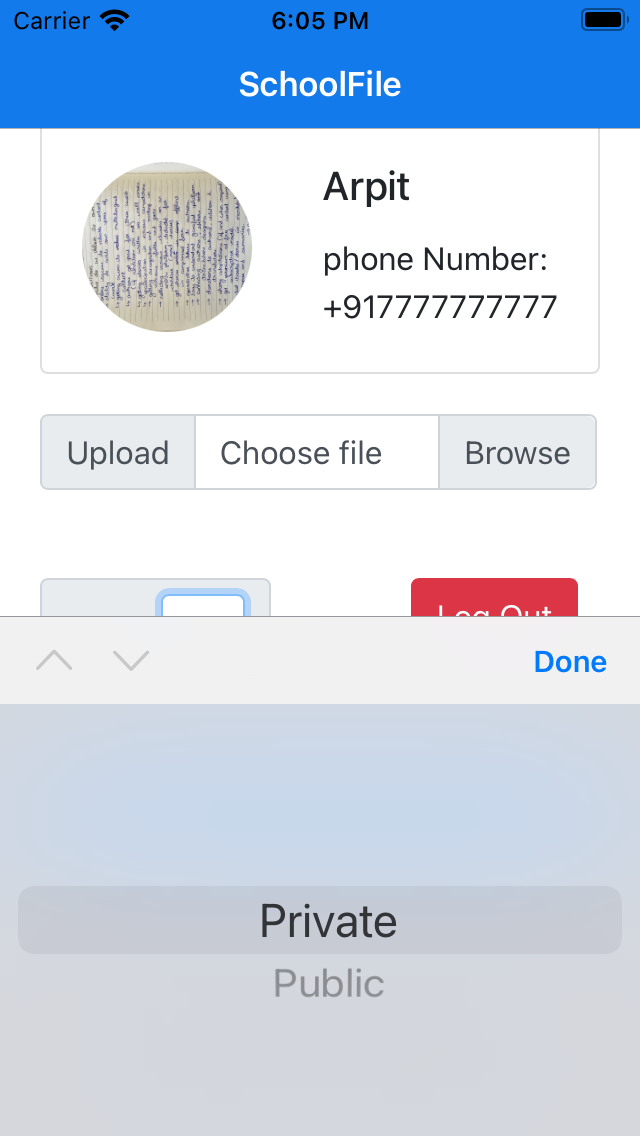 Carrier 6:05 PM
SchoolFile
Arpit
phone Number:
+917777777777
Upload Choose file Browse
Log Out
Done
Private
Public